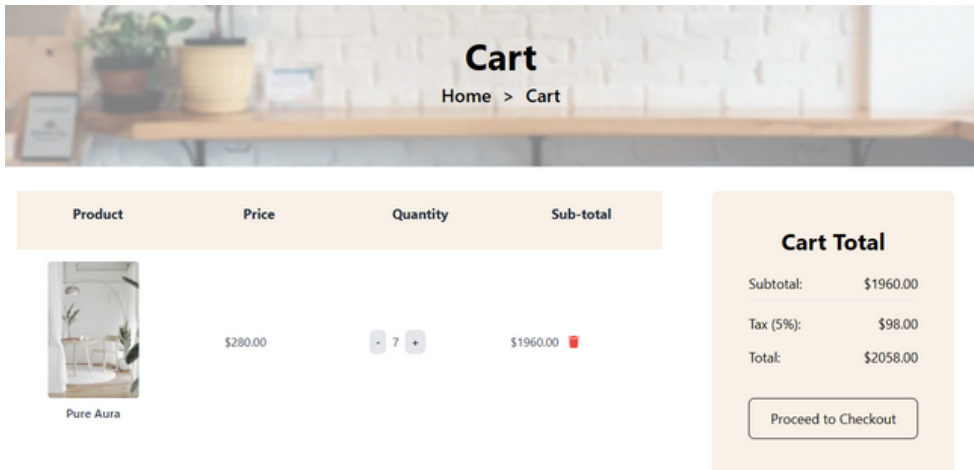 Cart
Home > Cart
Product Price Quantity Sub-total
$280.00 - 7 + $1960.00
Pure Aura
Cart Total
Subtotal: $1960.00
Tax (5%): $98.00
Total: $2058.00
Proceed to Checkout